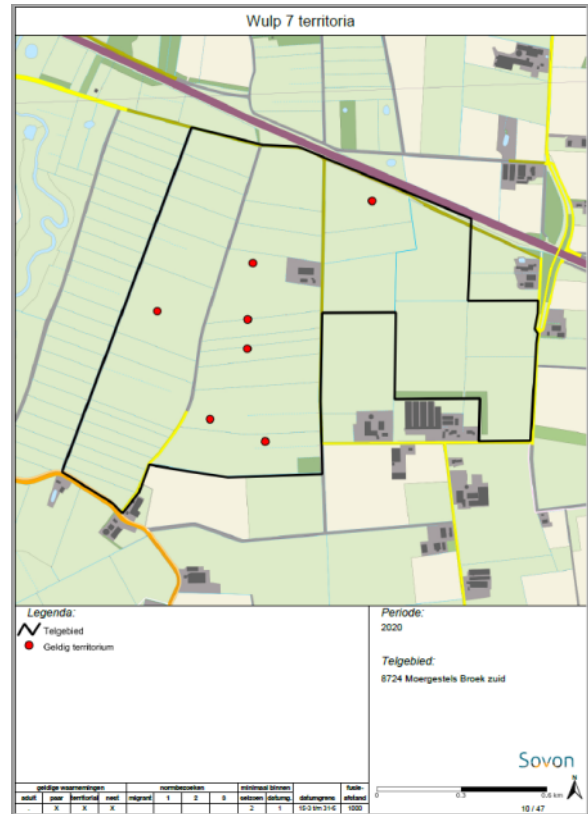 Wulp 7 territoria
Legenda:
Telgebied
Geldig territorium
Periode:
2020
Telgebied:
8724 Moergestels Broek zuid
Sovon
0 0,3 0,6 km
10 / 47
geldige waarnemingen normbezoeken minimaal binnen fusie-
adult paar territoriaal nest migrant 1 2 3 seizoen datumg. datumgrens afstand
. X X X 2 1 15-3 t/m 31-5 1000